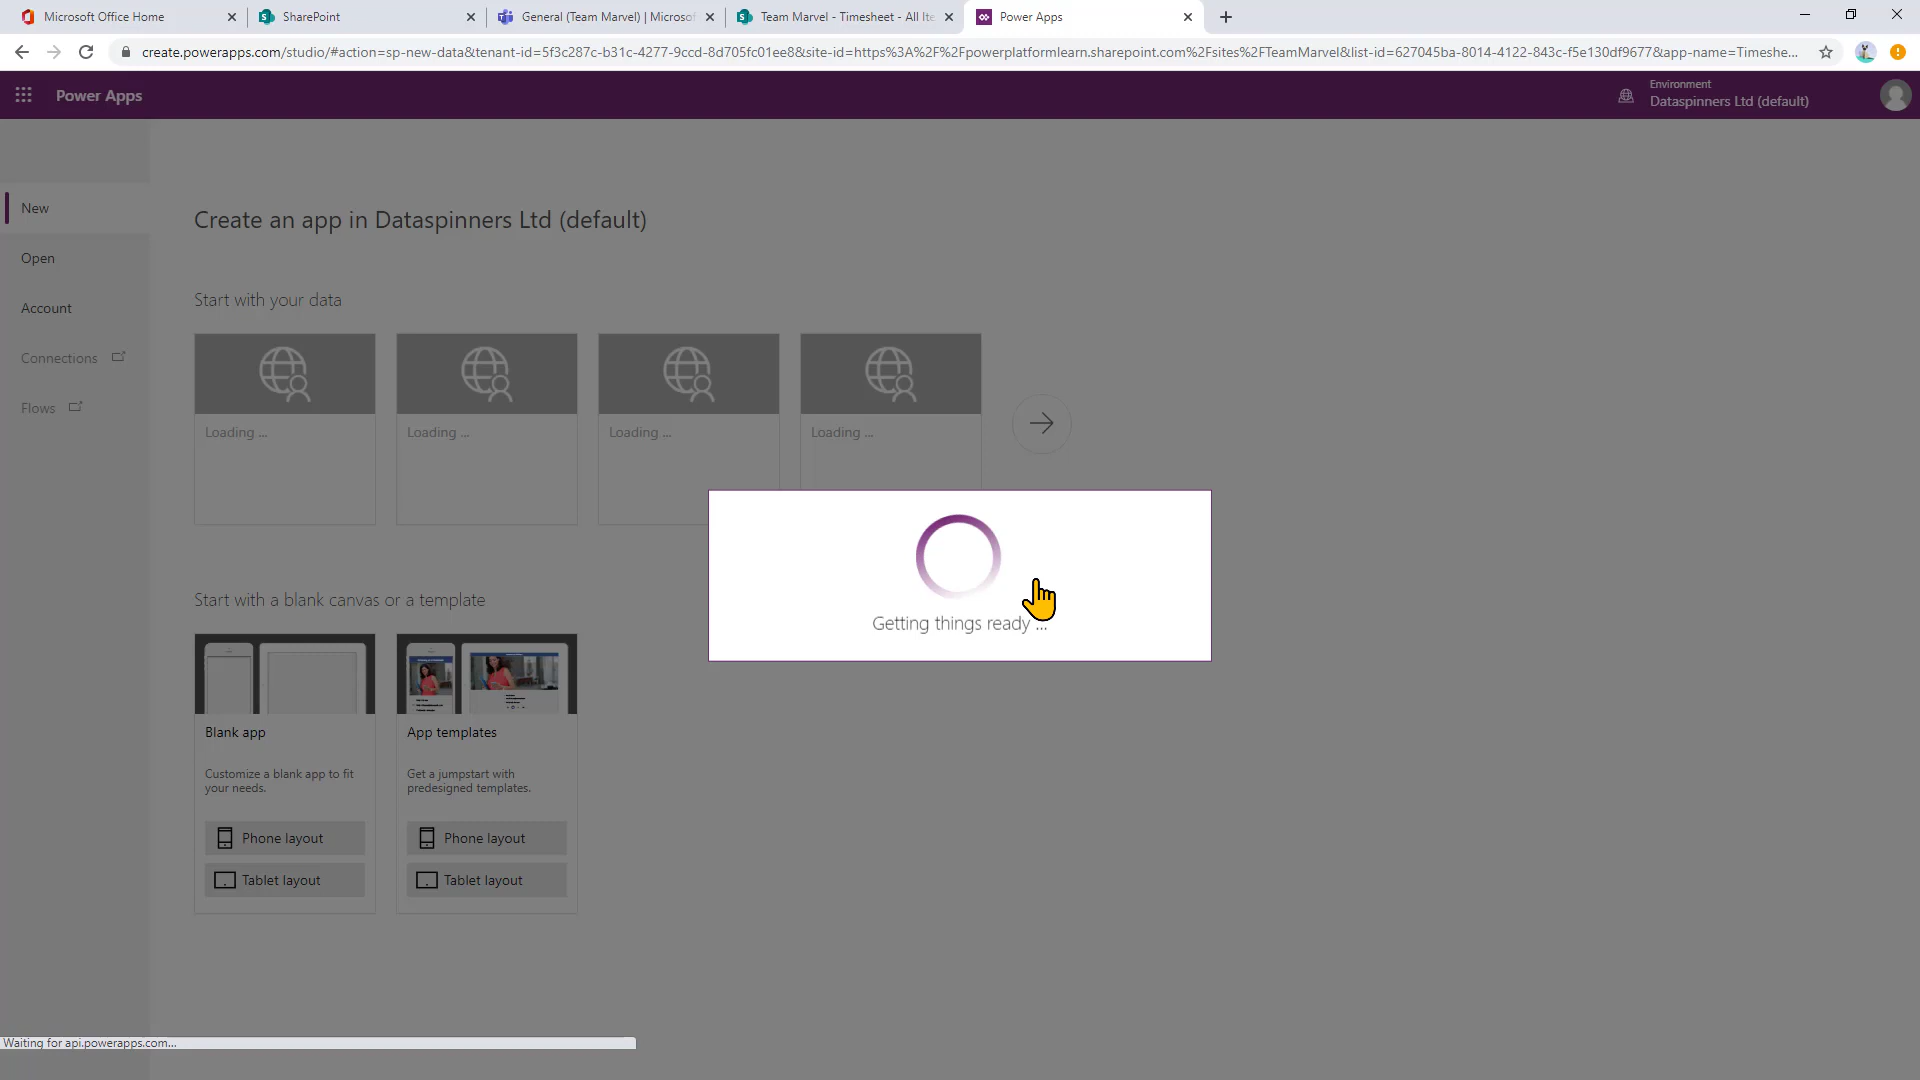 Microsoft Office Home
SharePoint
General (Team Marvel) | Microsof
Team Marvel - Timesheet - All Ite
Power Apps
create.powerapps.com/studio/#action=sp-new-data&tenant-id=5f3c287c-b31c-4277-9ccd-8d705fc01ee8&site-id=https%3A%2F%2Fpowerplatformlearn.sharepoint.com%2Fsites%2FTeamMarvel&list-id=627045ba-8014-4122-843c-f5e130df9677&app-name=Timeshe...
Power Apps
Environment
Dataspinners Ltd (default)
New
Open
Account
Connections
Flows
Create an app in Dataspinners Ltd (default)
Start with your data
Loading ...
Loading ...
Loading ...
Loading ...
Getting things ready ...
Start with a blank canvas or a template
Blank app
Customize a blank app to fit
your needs.
Phone layout
Tablet layout
App templates
Get a jumpstart with
predesigned templates.
Phone layout
Tablet layout
Waiting for api.powerapps.com...